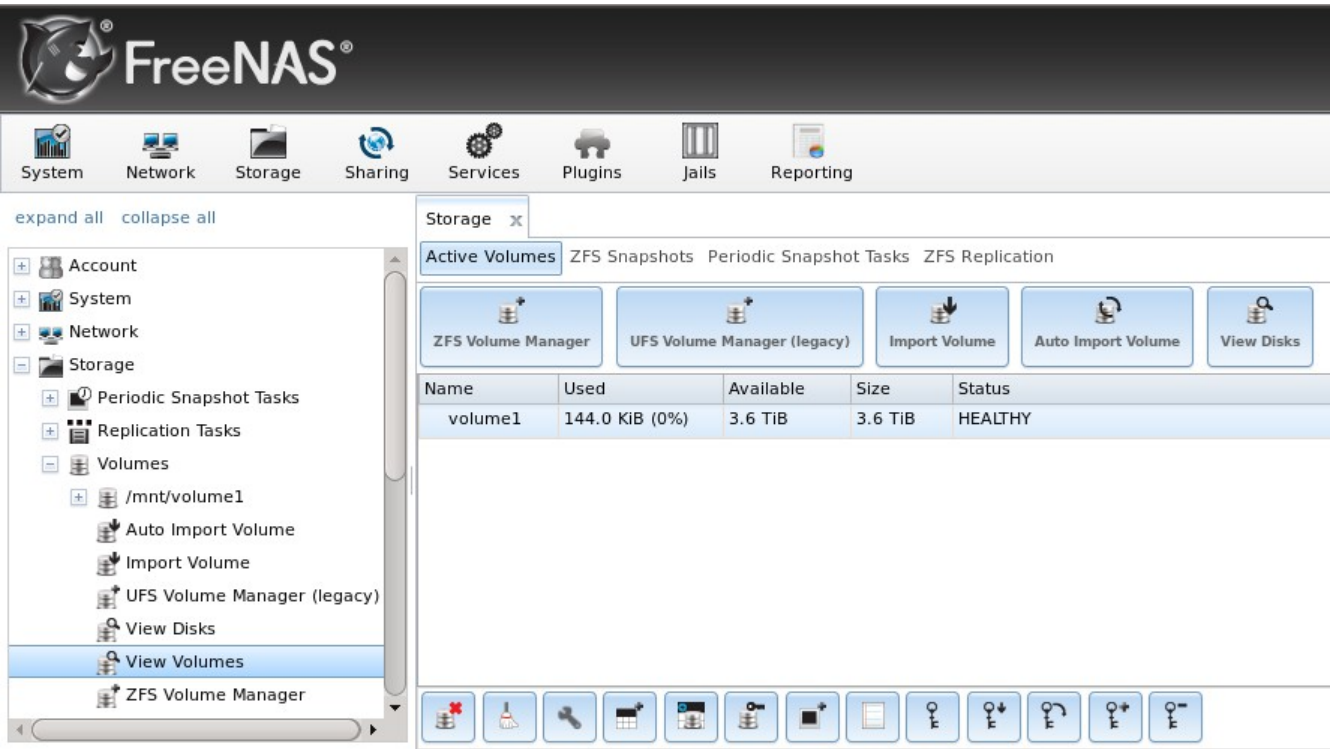 FreeNAS®
System Network Storage Sharing Services Plugins Jails Reporting
expand all collapse all
Account
System
Network
Storage
Periodic Snapshot Tasks
Replication Tasks
Volumes
/mnt/volume1
Auto Import Volume
Import Volume
UFS Volume Manager (legacy)
View Disks
View Volumes
ZFS Volume Manager
Storage x
Active Volumes ZFS Snapshots Periodic Snapshot Tasks ZFS Replication
ZFS Volume Manager UFS Volume Manager (legacy) Import Volume Auto Import Volume View Disks
Name Used Available Size Status
volume1 144.0 KiB (0%) 3.6 TiB 3.6 TiB HEALTHY